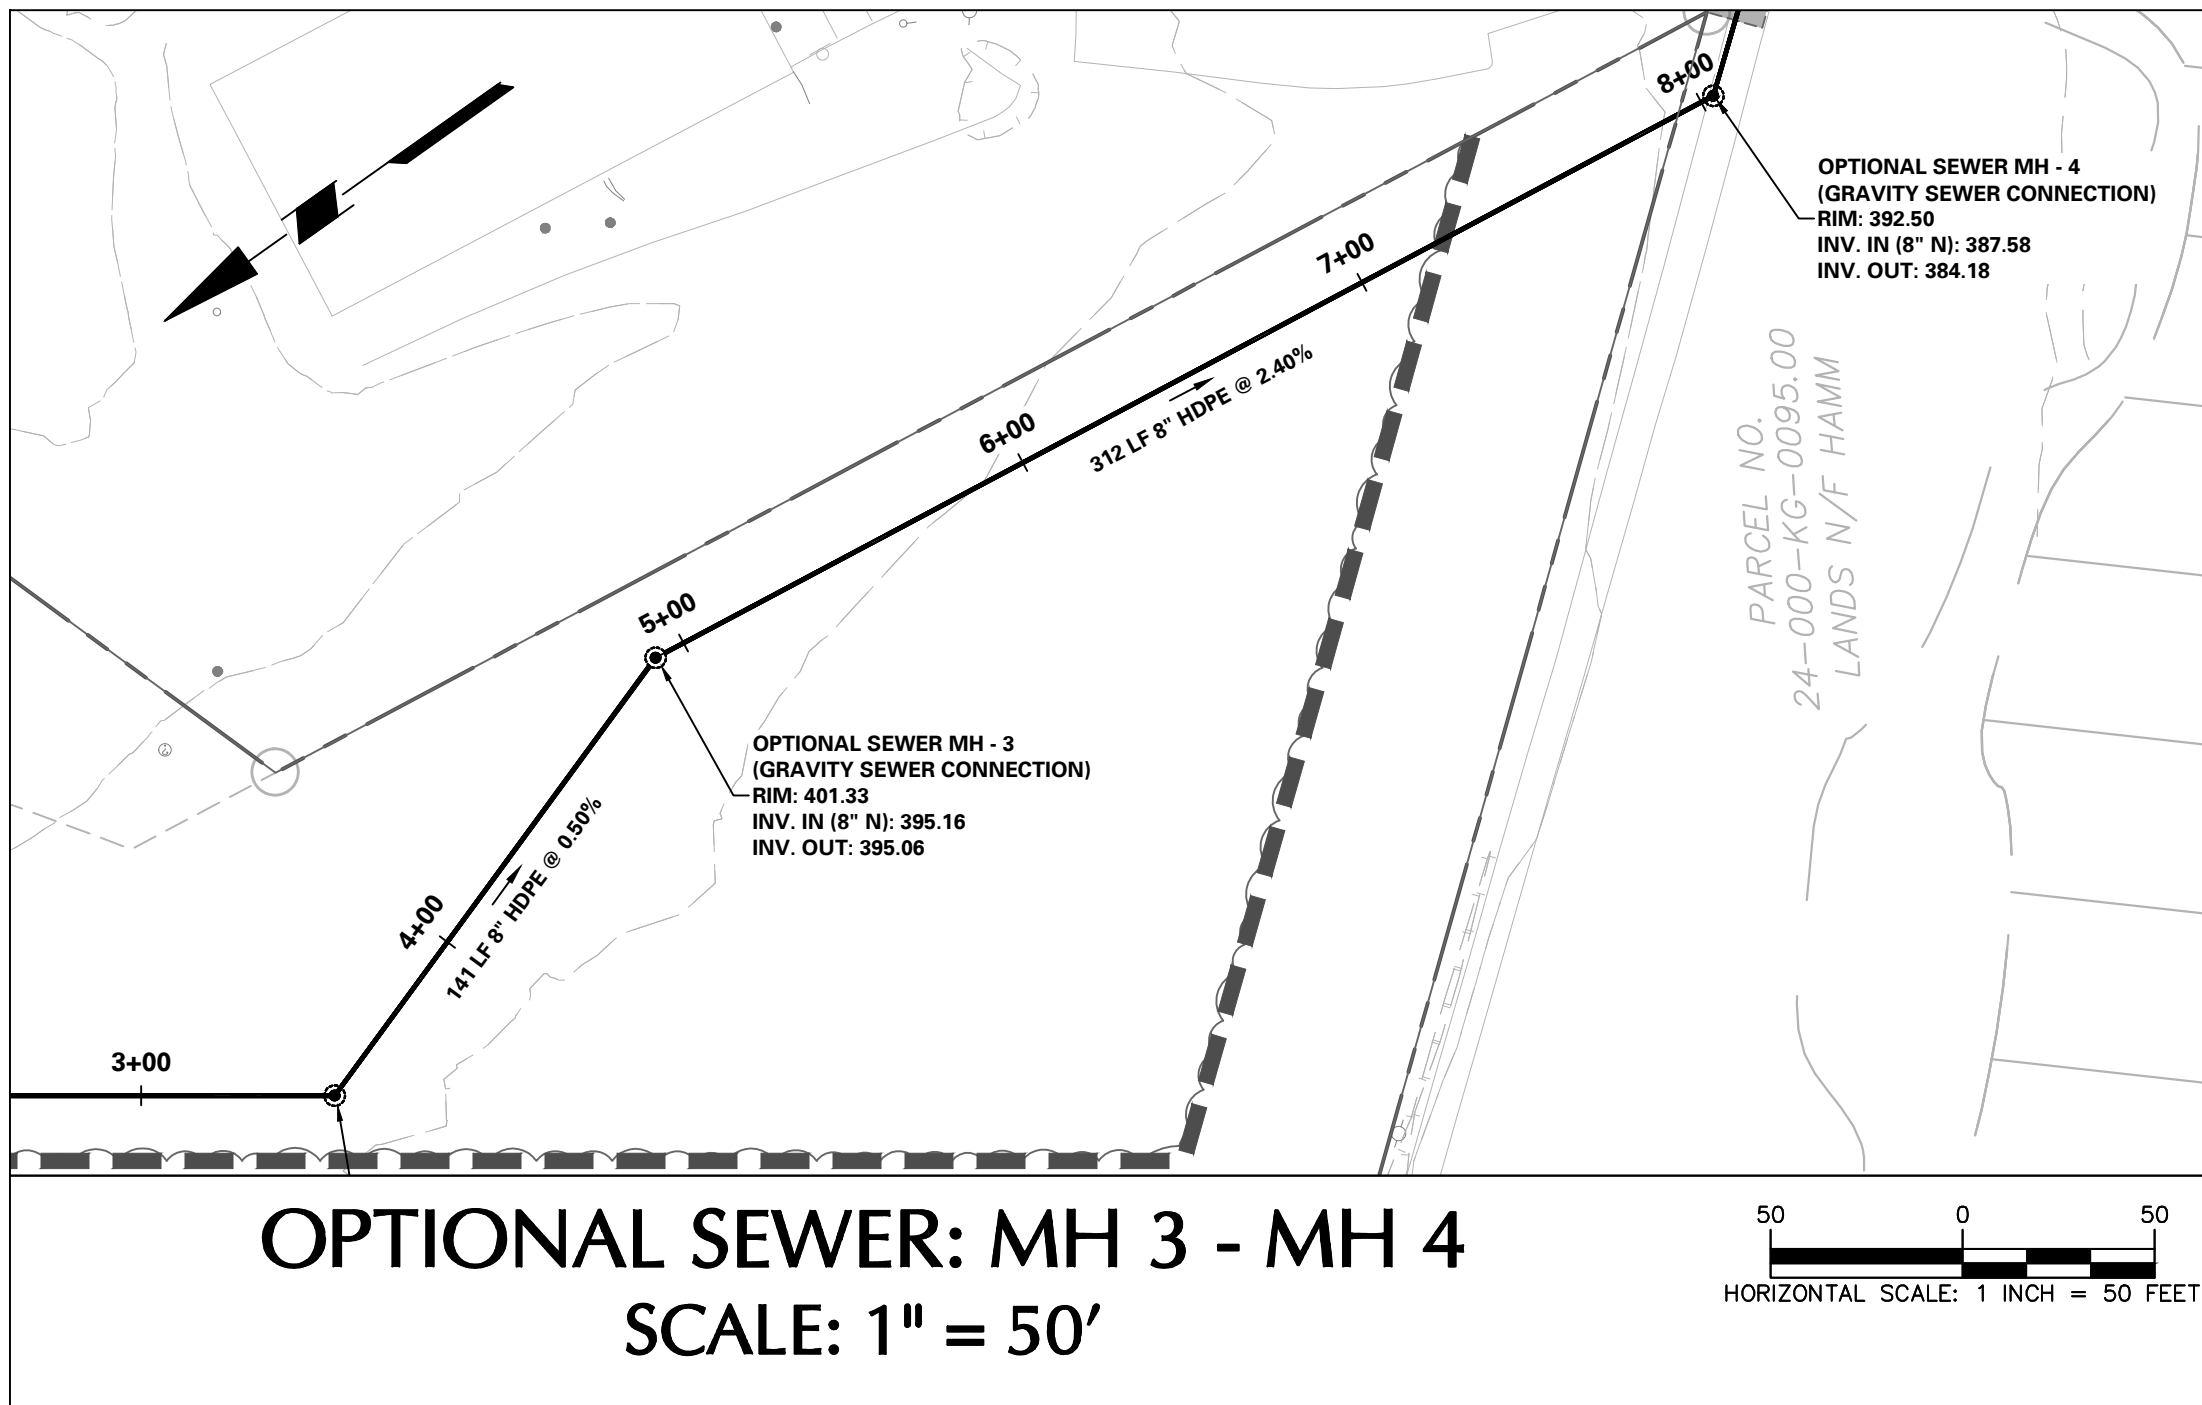 8+00
OPTIONAL SEWER MH - 4
(GRAVITY SEWER CONNECTION)
RIM: 392.50
INV. IN (8" N): 387.58
INV. OUT: 384.18
7+00
312 LF 8" HDPE @ 2.40%
6+00
PARCEL NO.
24-000-KG-0095.00
LANDS N/F HAMM
5+00
OPTIONAL SEWER MH - 3
(GRAVITY SEWER CONNECTION)
RIM: 401.33
INV. IN (8" N): 395.16
INV. OUT: 395.06
4+00
141 LF 8" HDPE @ 0.50%
3+00
OPTIONAL SEWER: MH 3 - MH 4
SCALE: 1" = 50'
50 0 50
HORIZONTAL SCALE: 1 INCH = 50 FEET